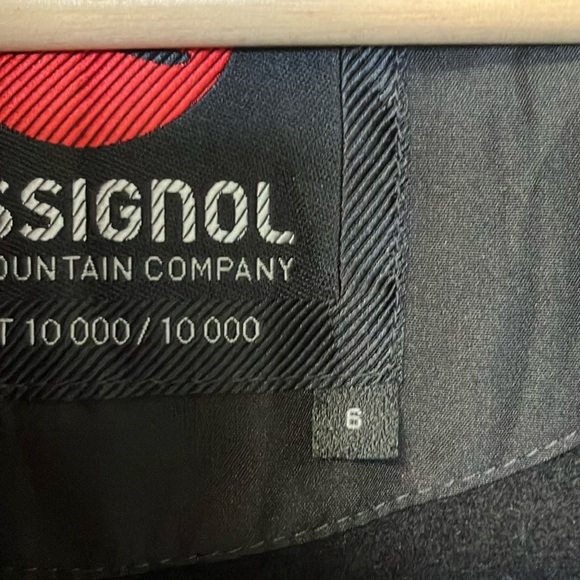 SSIGNOL
OUNTAIN COMPANY
T 10 000 / 10 000
6